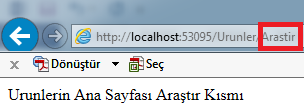 http://localhost:53095/Urunler/Arastir
x Dönüştür Seç
Urunlerin Ana Sayfası Araştır Kısmı